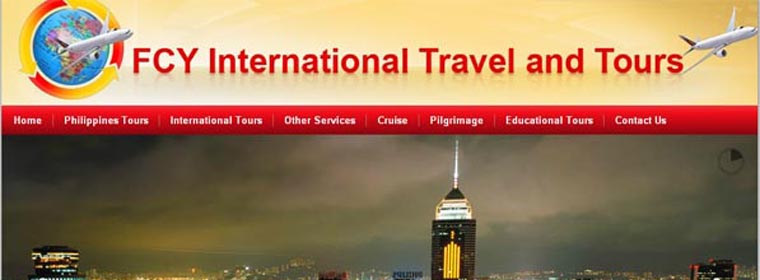 FCY International Travel and Tours
Home Philippines Tours International Tours Other Services Cruise Pilgrimage Educational Tours Contact Us